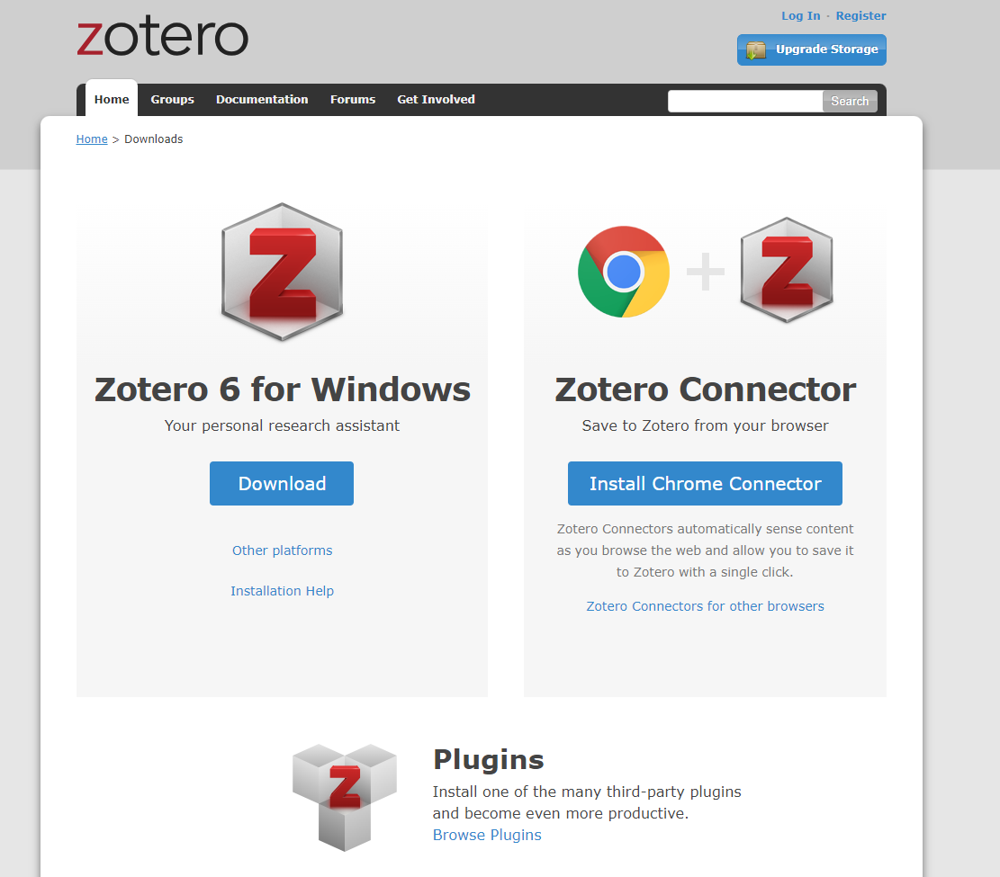 zotero
Log In · Register
Upgrade Storage
Home Groups Documentation Forums Get Involved Search
Home > Downloads
Zotero 6 for Windows
Your personal research assistant
Download
Other platforms
Installation Help
Zotero Connector
Save to Zotero from your browser
Install Chrome Connector
Zotero Connectors automatically sense content
as you browse the web and allow you to save it
to Zotero with a single click.
Zotero Connectors for other browsers
Plugins
Install one of the many third-party plugins
and become even more productive.
Browse Plugins